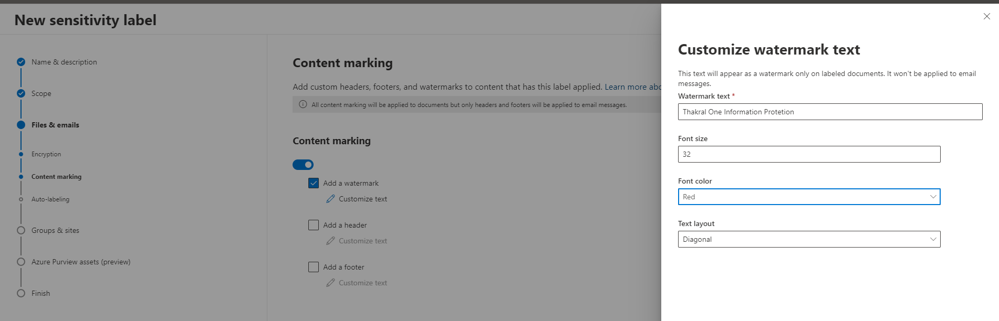 New sensitivity label
Name & description
Scope
Files & emails
Encryption
Content marking
Auto-labeling
Groups & sites
Azure Purview assets (preview)
Finish
Content marking
Add custom headers, footers, and watermarks to content that has this label applied. Learn more abo
All content marking will be applied to documents but only headers and footers will be applied to email messages.
Content marking
Add a watermark
Customize text
Add a header
Customize text
Add a footer
Customize text
Customize watermark text
This text will appear as a watermark only on labeled documents. It won't be applied to email
messages.
Watermark text *
Thakral One Information Protetion
Font size
32
Font color
Red
Text layout
Diagonal